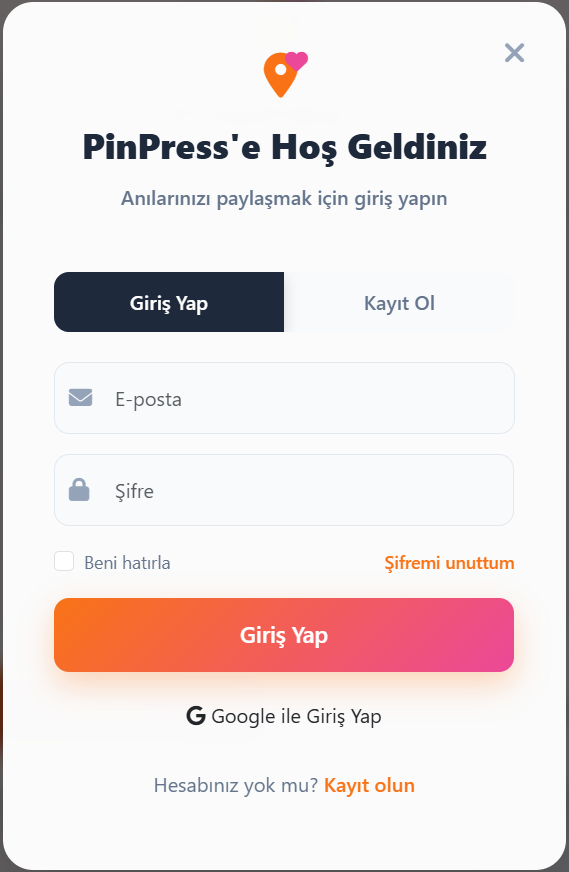 PinPress'e Hoş Geldiniz
Anılarınızı paylaşmak için giriş yapın
Giriş Yap
Kayıt Ol
E-posta
Şifre
Beni hatırla
Şifremi unuttum
Giriş Yap
Google ile Giriş Yap
Hesabınız yok mu? Kayıt olun